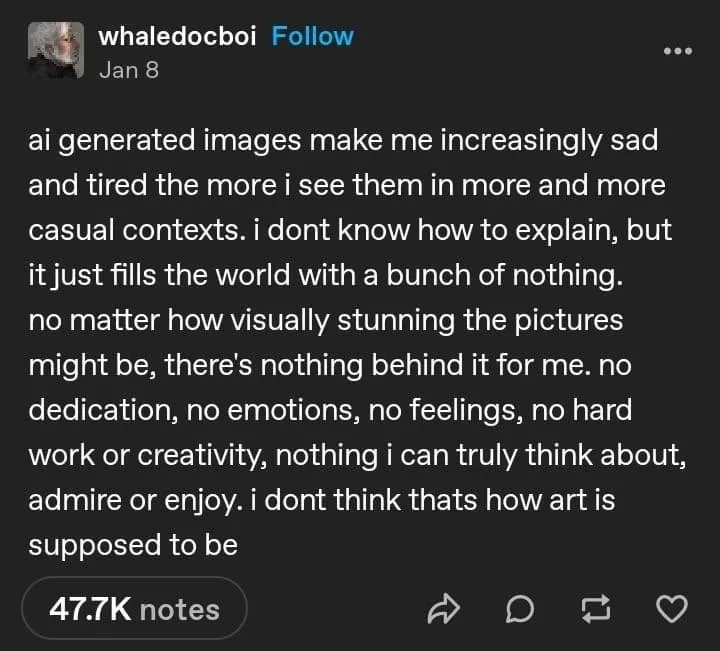 whaledocboi Follow
Jan 8
ai generated images make me increasingly sad
and tired the more i see them in more and more
casual contexts. i dont know how to explain, but
it just fills the world with a bunch of nothing.
no matter how visually stunning the pictures
might be, there's nothing behind it for me. no
dedication, no emotions, no feelings, no hard
work or creativity, nothing i can truly think about,
admire or enjoy. i dont think thats how art is
supposed to be
47.7K notes